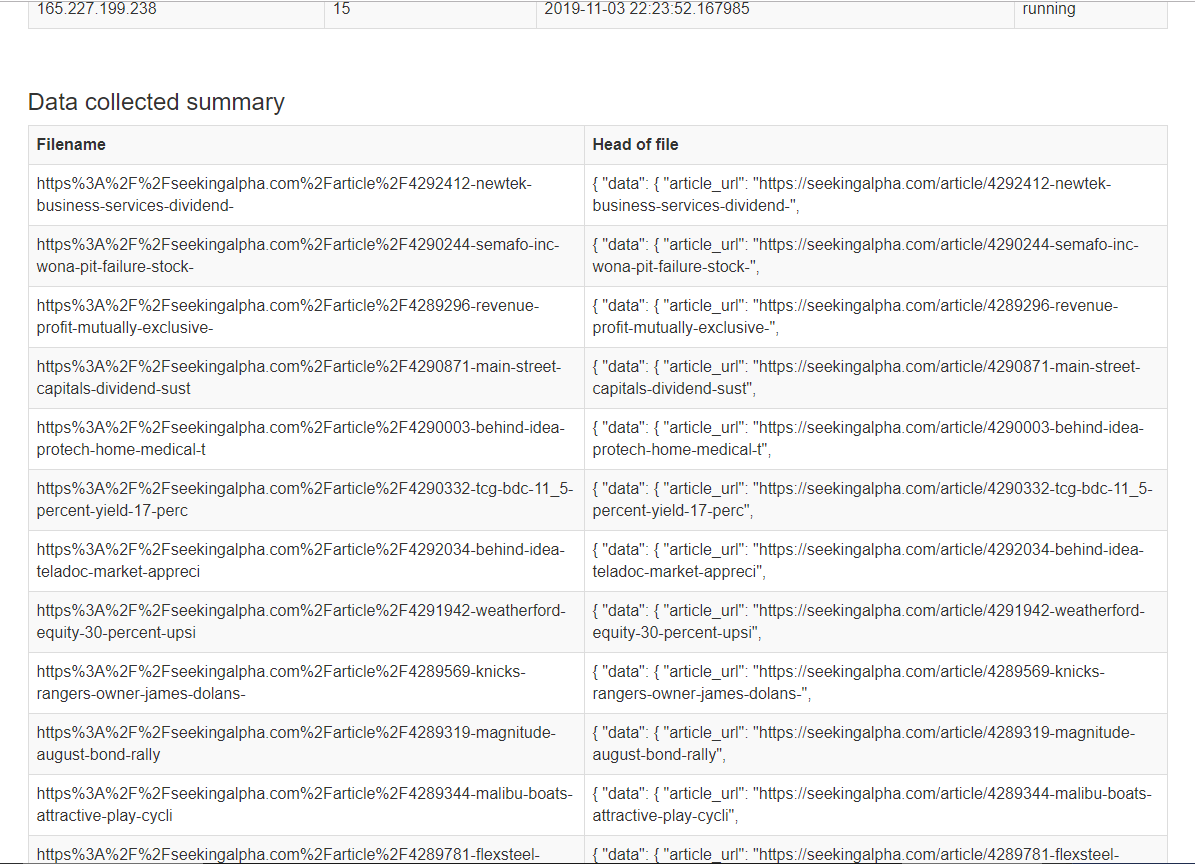 165.227.199.238 15 2019-11-03 22:23:52.167985 running
Data collected summary
Filename Head of file
https%3A%2F%2Fseekingalpha.com%2Farticle%2F4292412-newtek- { "data": { "article_url": "https://seekingalpha.com/article/4292412-newtek-
business-services-dividend- business-services-dividend-",
https%3A%2F%2Fseekingalpha.com%2Farticle%2F4290244-semafo-inc- { "data": { "article_url": "https://seekingalpha.com/article/4290244-semafo-inc-
wona-pit-failure-stock- wona-pit-failure-stock-",
https%3A%2F%2Fseekingalpha.com%2Farticle%2F4289296-revenue- { "data": { "article_url": "https://seekingalpha.com/article/4289296-revenue-
profit-mutually-exclusive- profit-mutually-exclusive-",
https%3A%2F%2Fseekingalpha.com%2Farticle%2F4290871-main-street- { "data": { "article_url": "https://seekingalpha.com/article/4290871-main-street-
capitals-dividend-sust capitals-dividend-sust",
https%3A%2F%2Fseekingalpha.com%2Farticle%2F4290003-behind-idea- { "data": { "article_url": "https://seekingalpha.com/article/4290003-behind-idea-
protech-home-medical-t protech-home-medical-t",
https%3A%2F%2Fseekingalpha.com%2Farticle%2F4290332-tcg-bdc-11_5- { "data": { "article_url": "https://seekingalpha.com/article/4290332-tcg-bdc-11_5-
percent-yield-17-perc percent-yield-17-perc",
https%3A%2F%2Fseekingalpha.com%2Farticle%2F4292034-behind-idea- { "data": { "article_url": "https://seekingalpha.com/article/4292034-behind-idea-
teladoc-market-appreci teladoc-market-appreci",
https%3A%2F%2Fseekingalpha.com%2Farticle%2F4291942-weatherford- { "data": { "article_url": "https://seekingalpha.com/article/4291942-weatherford-
equity-30-percent-upsi equity-30-percent-upsi",
https%3A%2F%2Fseekingalpha.com%2Farticle%2F4289569-knicks- { "data": { "article_url": "https://seekingalpha.com/article/4289569-knicks-
rangers-owner-james-dolans- rangers-owner-james-dolans-",
https%3A%2F%2Fseekingalpha.com%2Farticle%2F4289319-magnitude- { "data": { "article_url": "https://seekingalpha.com/article/4289319-magnitude-
august-bond-rally august-bond-rally",
https%3A%2F%2Fseekingalpha.com%2Farticle%2F4289344-malibu-boats- { "data": { "article_url": "https://seekingalpha.com/article/4289344-malibu-boats-
attractive-play-cycli attractive-play-cycli",
https%3A%2F%2Fseekingalpha.com%2Farticle%2F4289781-flexsteel- { "data": { "article_url": "https://seekingalpha.com/article/4289781-flexsteel-